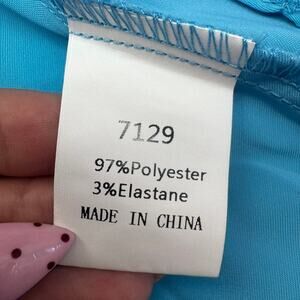 7129
97%Polyester
3%Elastane
MADE IN CHINA